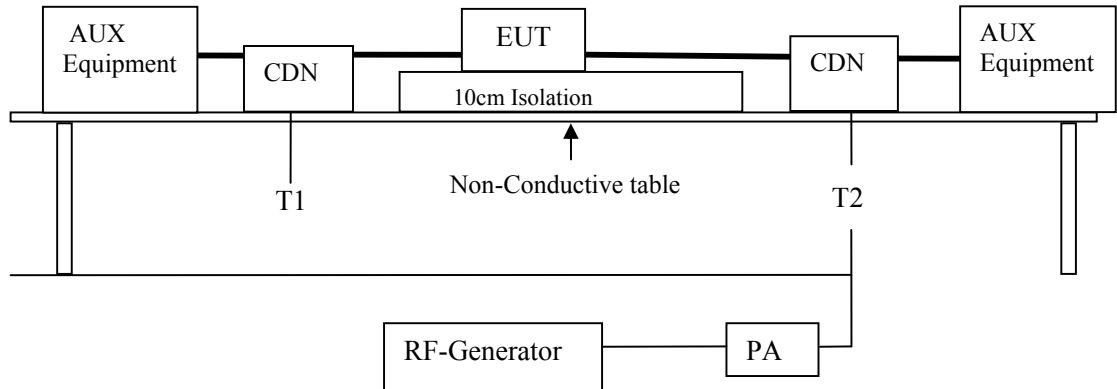 AUX
Equipment
CDN
EUT
10cm Isolation
CDN
AUX
Equipment
T1
Non-Conductive table
T2
RF-Generator
PA